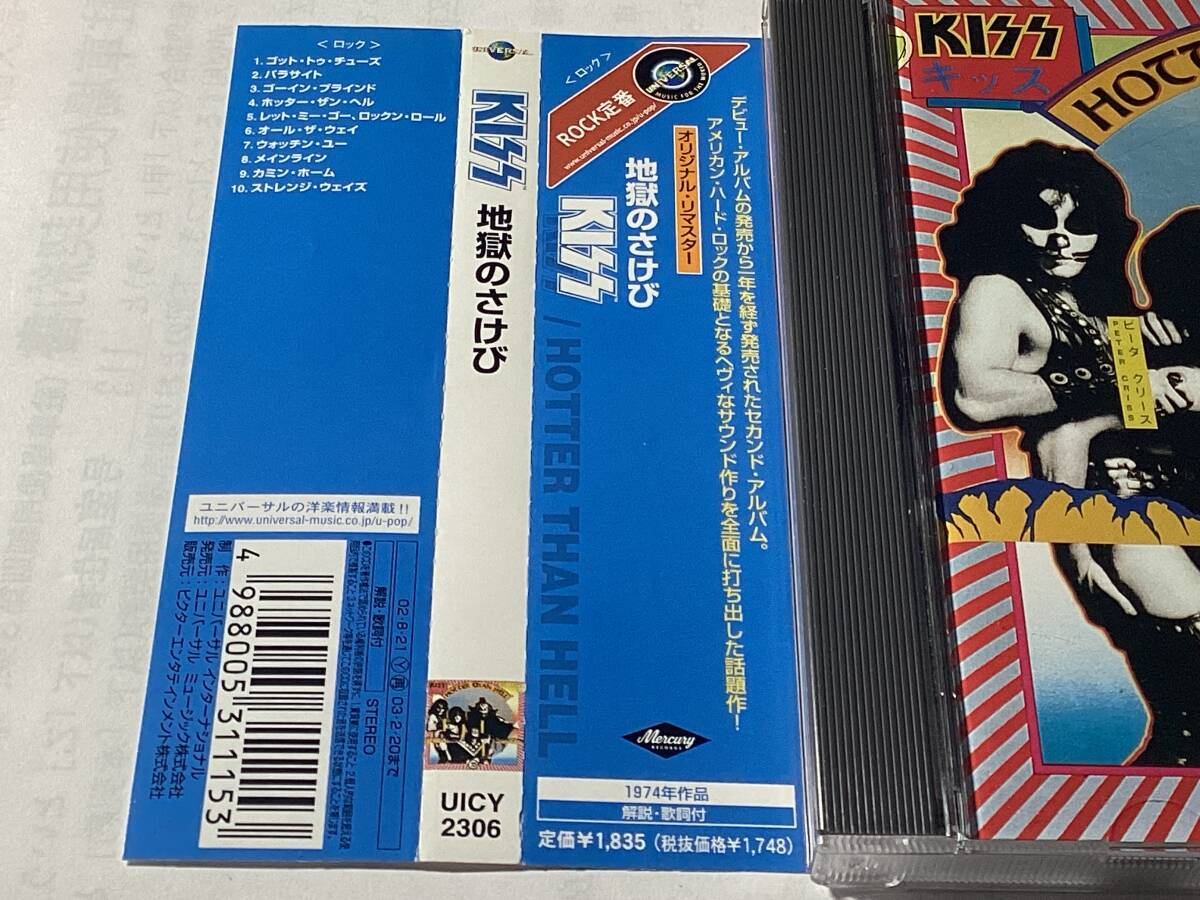 <ロック>
1. ゴット・トゥ・チューズ
2. パラサイト
3. ゴーイン・ブラインド
4. ホッター・ザン・ヘル
5. レット・ミー・ゴー、ロックン・ロール
6. オール・ザ・ウェイ
7. ウォッチン・ユー
8. メインライン
9. カミン・ホーム
10. ストレンジ・ウェイズ
ユニバーサルの洋楽情報満載!!
http://www.universal-music.co.jp/u-pop/
4 988005 311153
制作:ユニバーサル インターナショナル
発売元:ユニバーサル ミュージック株式会社
販売元:ビクターエンタテインメント株式会社
02・8・21
03・2・20まで
解説・歌詞付
STEREO
UNIVERSAL
KISS
地獄のさけび
UICY
2306
<ロック>
ROCK定番
www.universal-music.co.jp/u-pop/
UNIVERSAL
オリジナル・リマスター
地獄のさけび
KISS / HOTTER THAN HELL
デビュー・アルバムの発売から一年を経ず発売されたセカンド・アルバム。
アメリカン・ハード・ロックの基礎となるヘヴィなサウンド作りを全面に打ち出した話題作!
Mercury
RECORDS
1974年作品
解説・歌詞付
定価¥1,835(税抜価格¥1,748)
KISS
キッス
HOTT
ピータ クリース
PETER CRISS